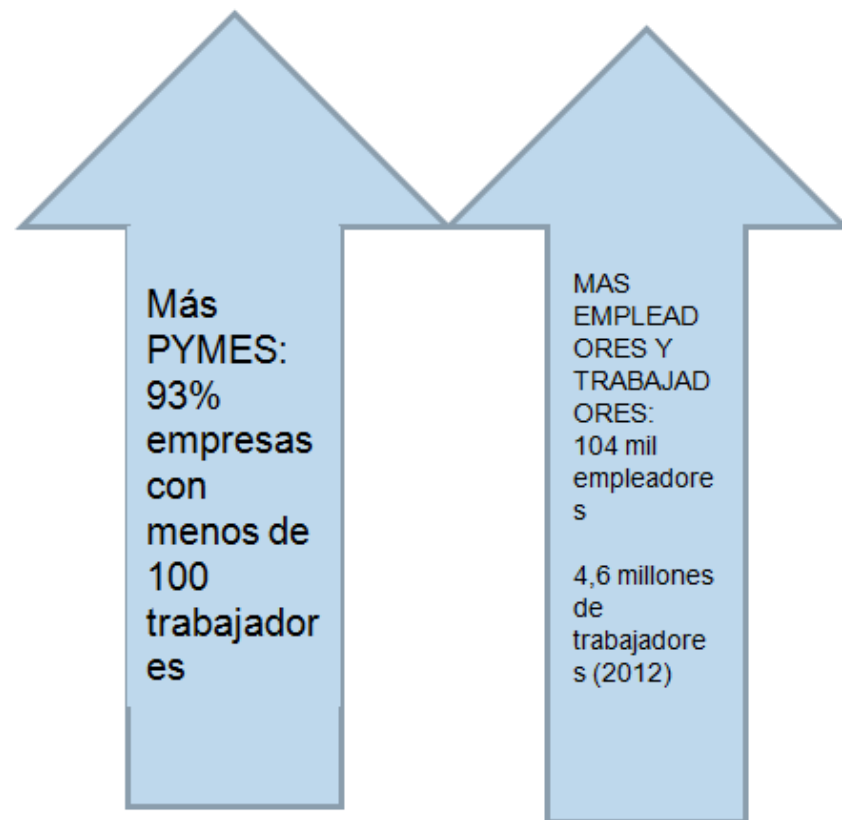 Más
PYMES:
93%
empresas
con
menos de
100
trabajador
es
MAS
EMPLEAD
ORES Y
TRABAJAD
ORES:
104 mil
empleadore
s
4,6 millones
de
trabajadore
s (2012)